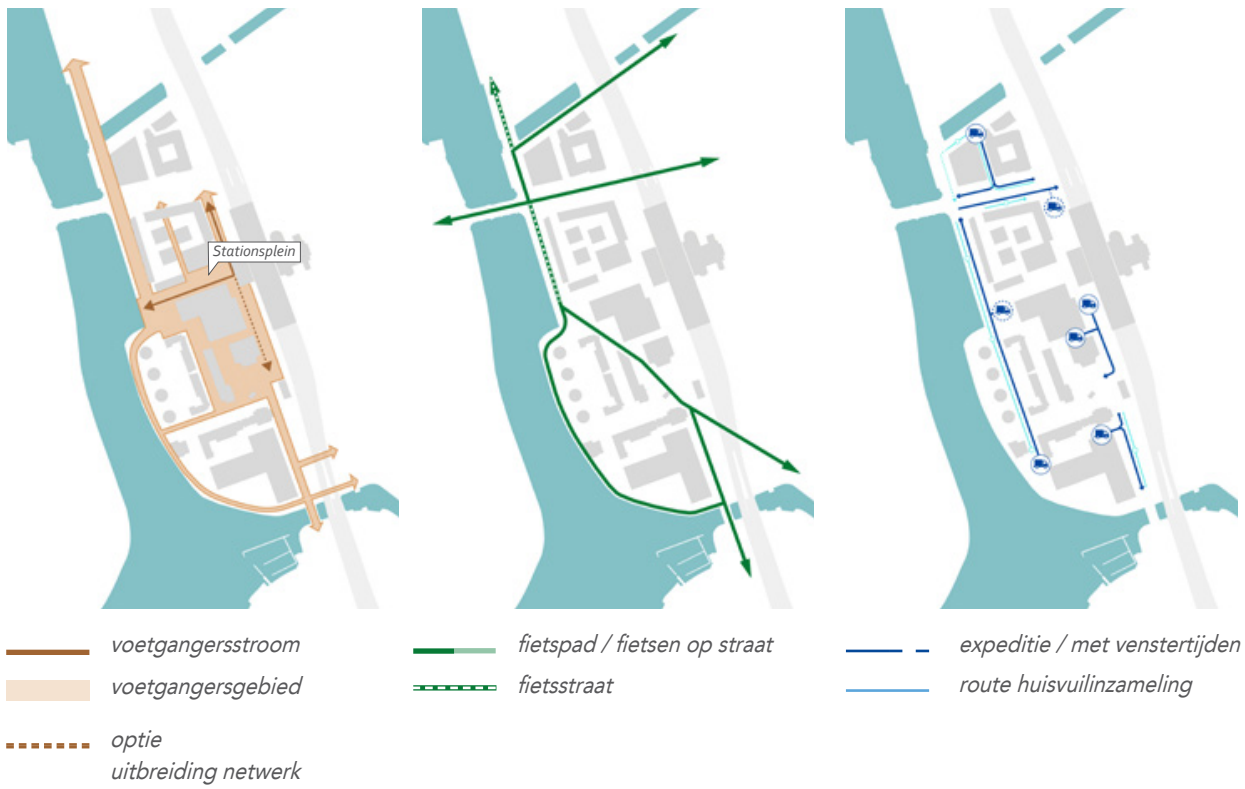 Stationsplein
voetgangersstroom
voetgangersgebied
optie
uitbreiding netwerk
fietspad / fietsen op straat
fietsstraat
expeditie / met venstertijden
route huisvuilinzameling